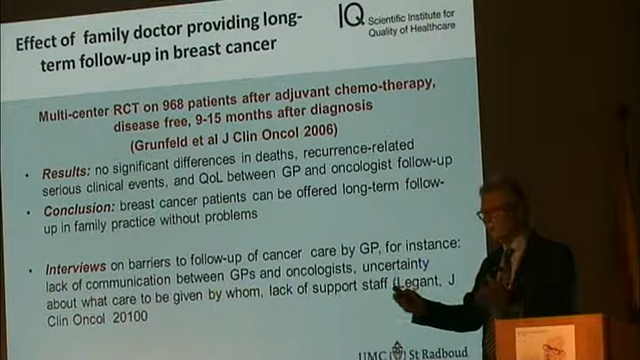 Effect of family doctor providing long-
term follow-up in breast cancer
IQ Scientific Institute for
Quality of Healthcare
Multi-center RCT on 968 patients after adjuvant chemo-therapy,
disease free, 9-15 months after diagnosis
(Grunfeld et al J Clin Oncol 2006)
• Results: no significant differences in deaths, recurrence-related
serious clinical events, and QoL between GP and oncologist follow-up
• Conclusion: breast cancer patients can be offered long-term follow-
up in family practice without problems
• Interviews on barriers to follow-up of cancer care by GP, for instance:
lack of communication between GPs and oncologists, uncertainty
about what care to be given by whom, lack of support staff (Legant, J
Clin Oncol 20100
UMC St Radboud